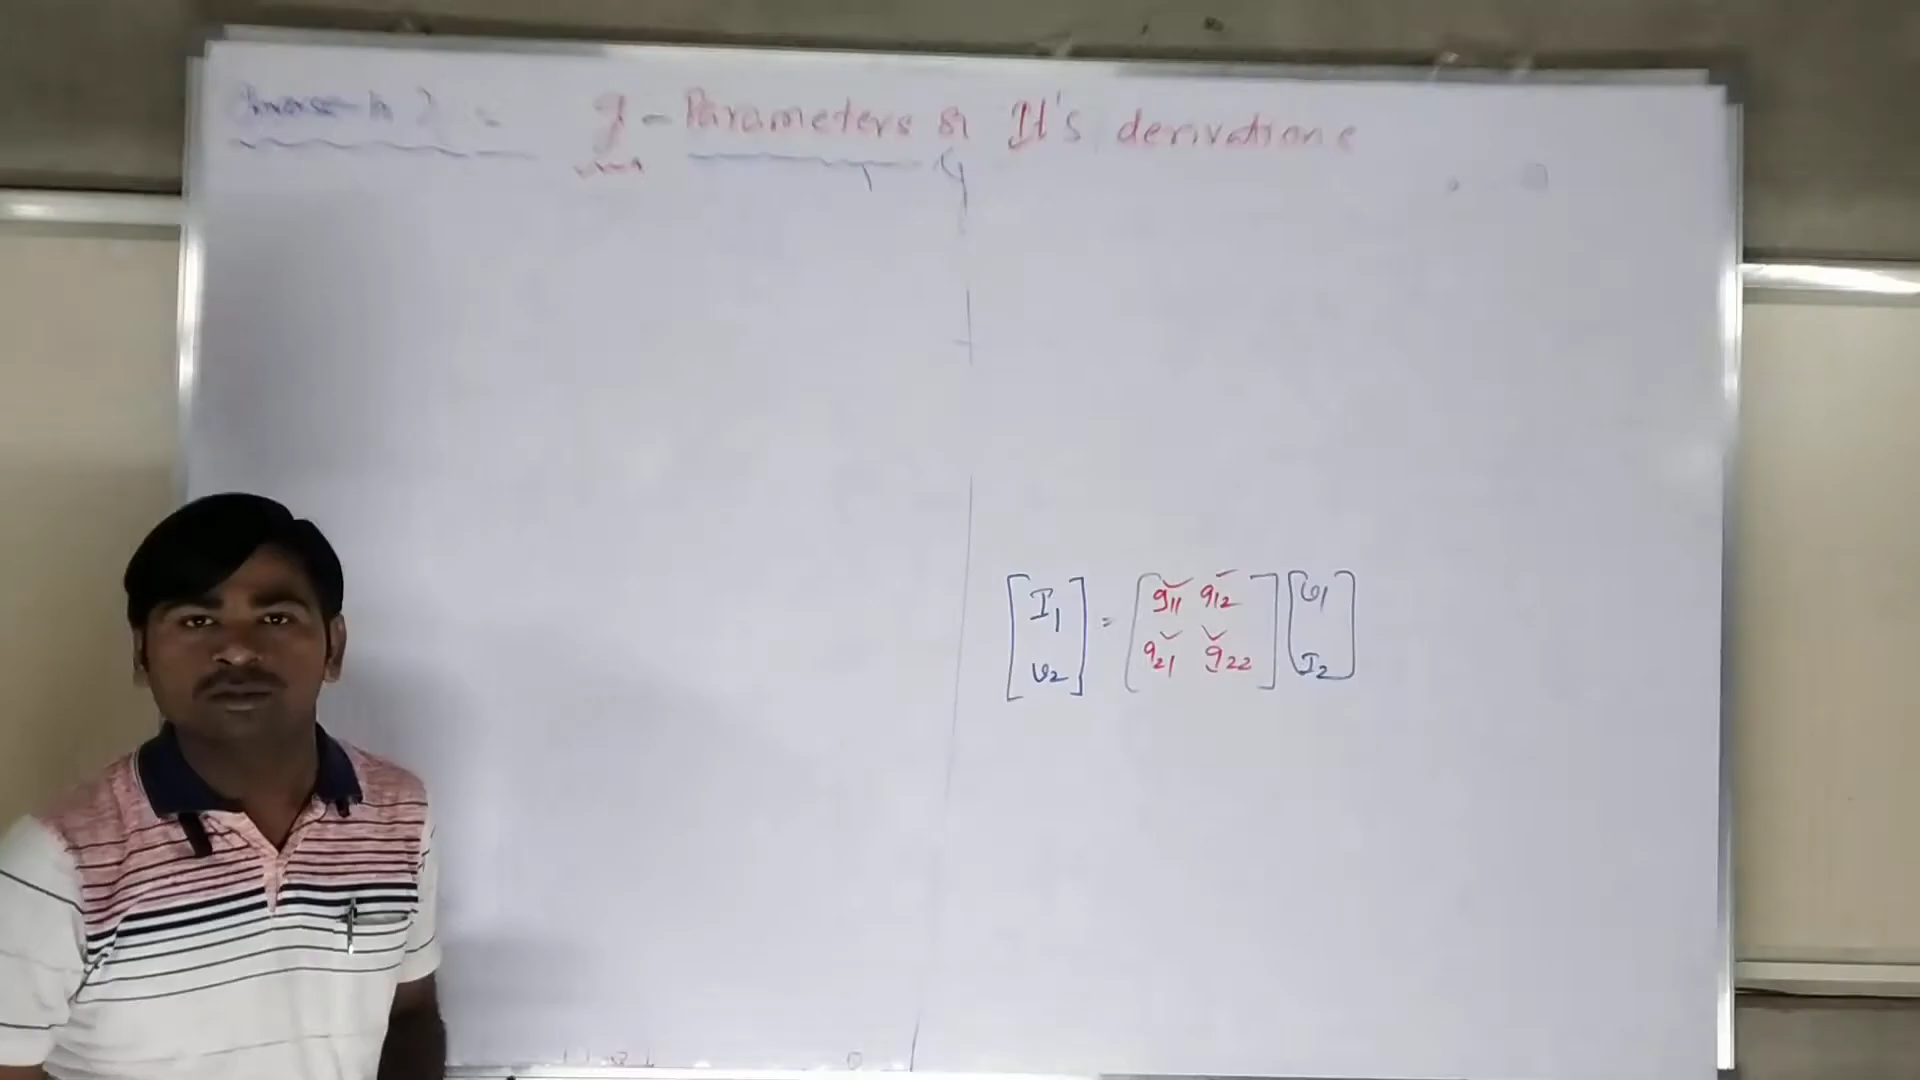 g - Parameters & It's derivations
[I1 V2] = [g11 g12 g21 g22] [V1 I2]